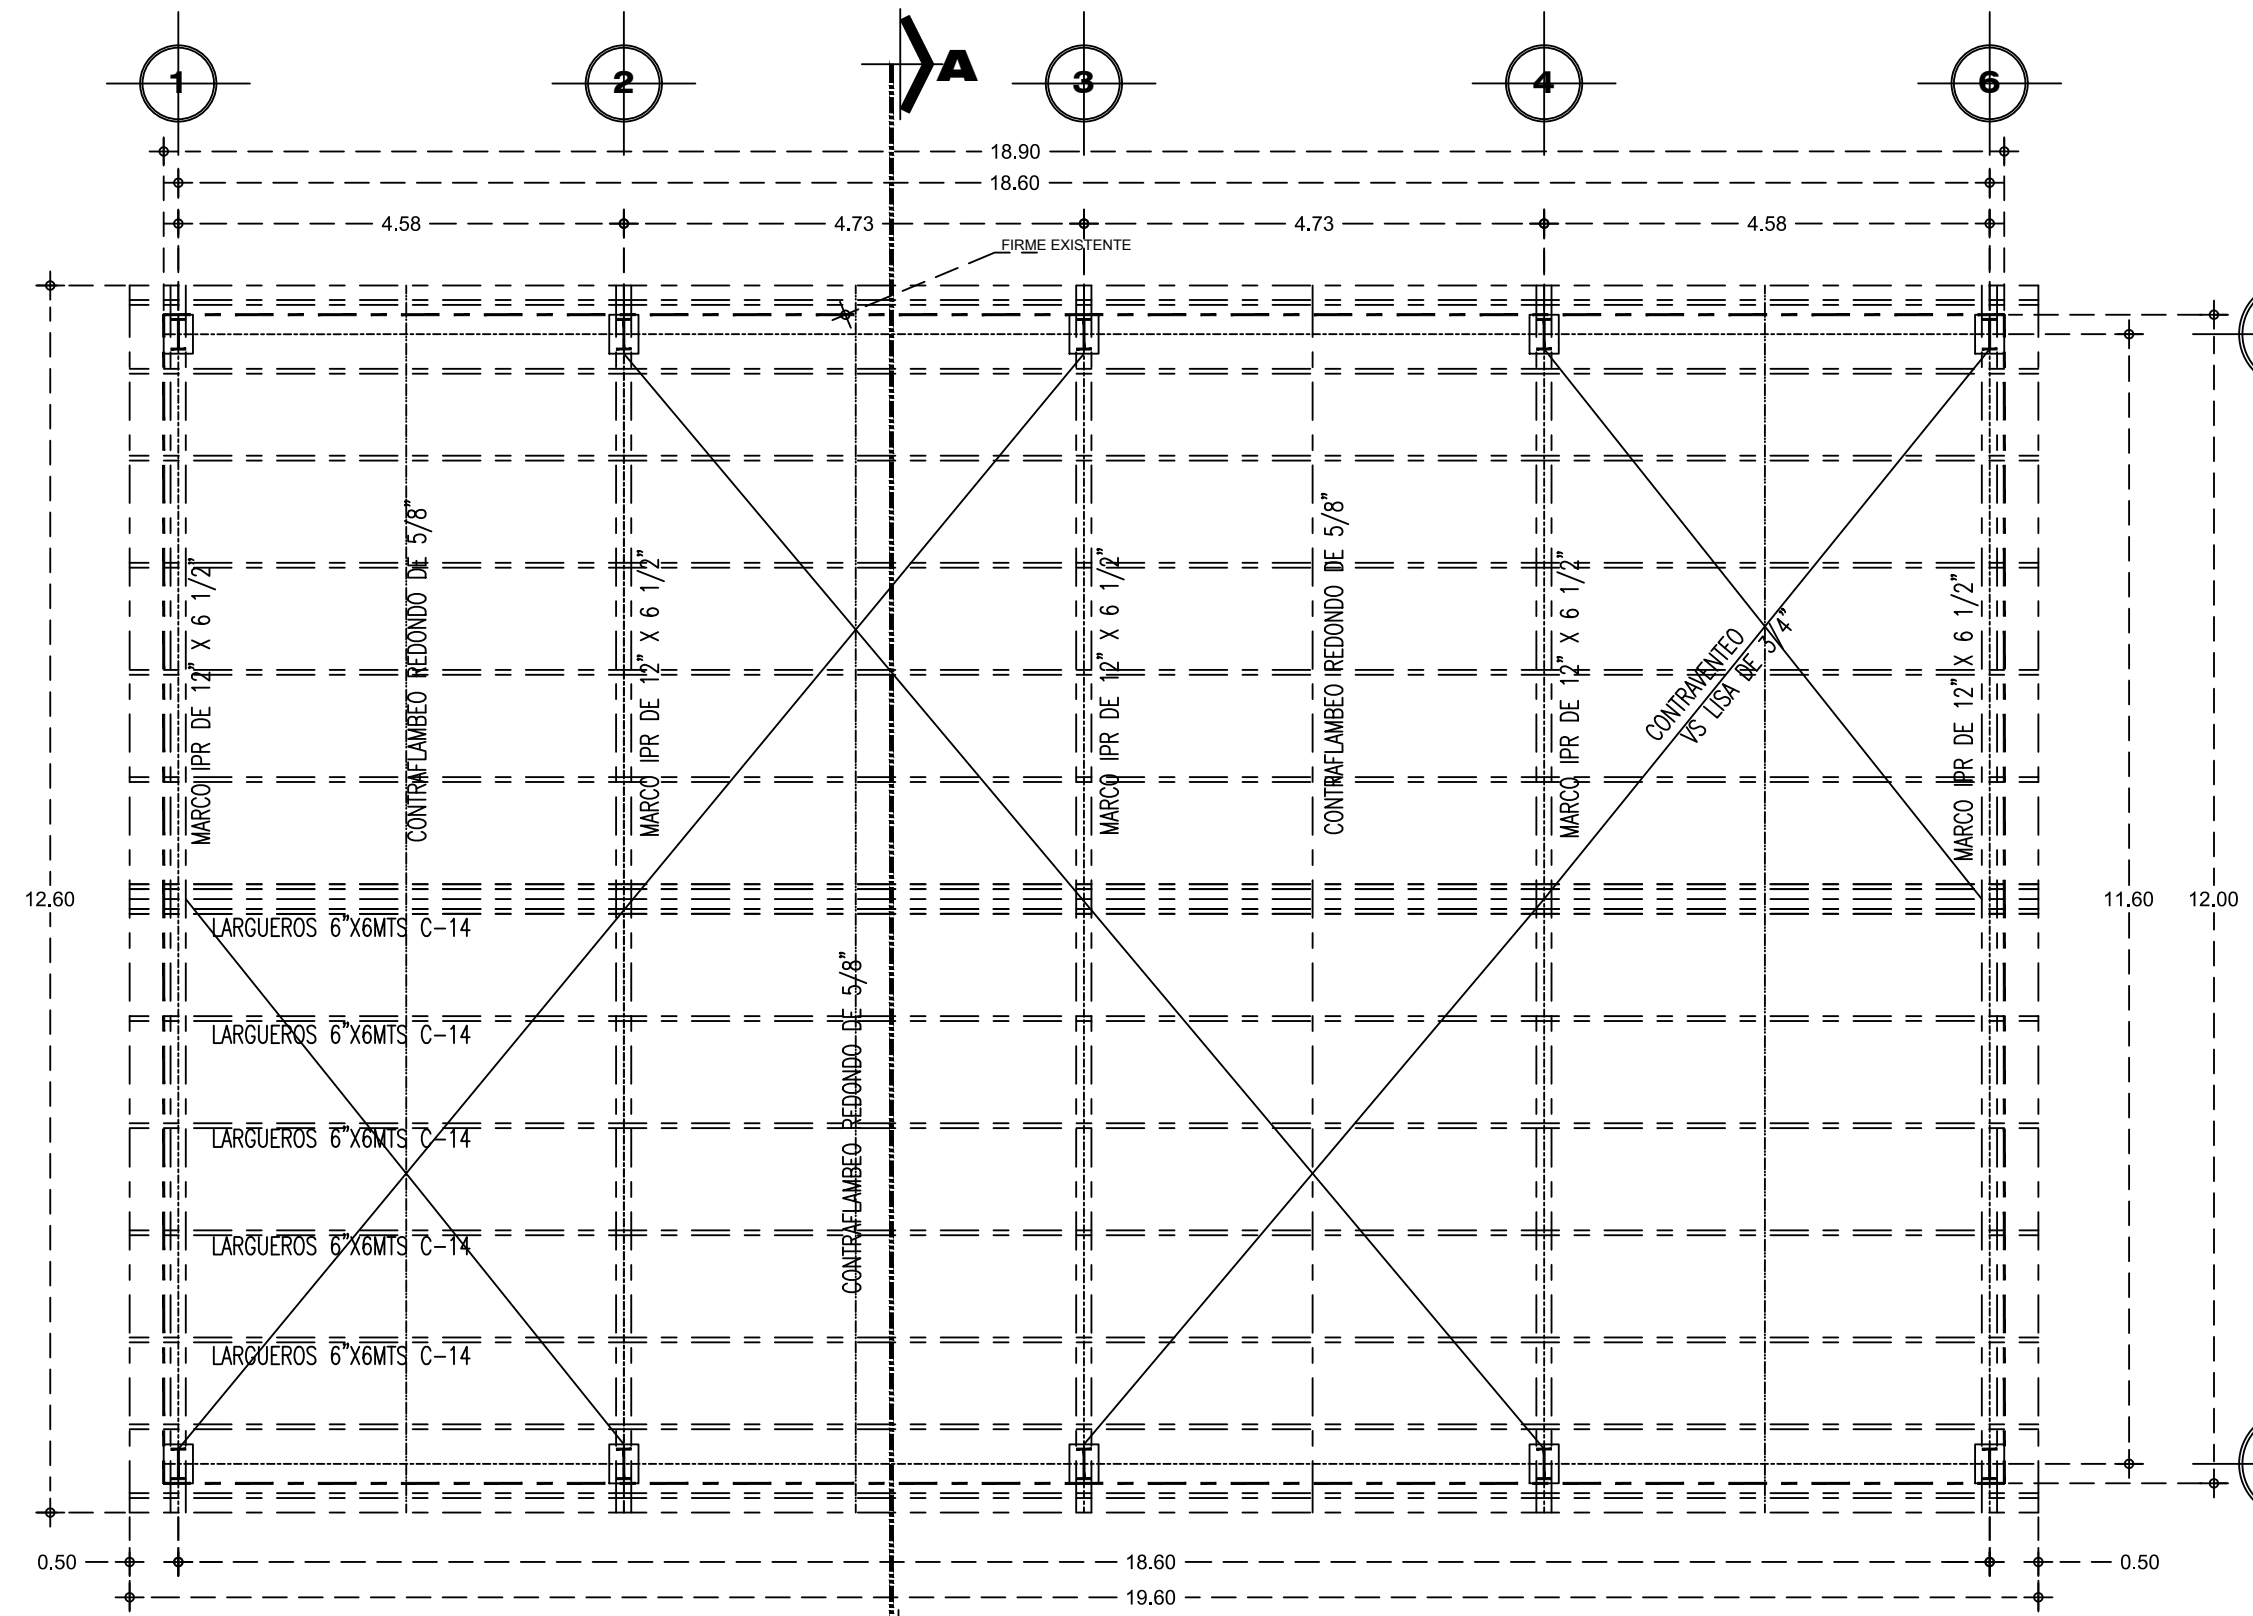 1
2
A
3
4
6
18.90
18.60
4.58
4.73
4.73
4.58
FIRME EXISTENTE
MARCO IPR DE 12" X 6 1/2"
CONTRAFLAMBEO REDONDO DE 5/8"
MARCO IPR DE 12" X 6 1/2"
MARCO IPR DE 12" X 6 1/2"
CONTRAFLAMBEO REDONDO DE 5/8"
MARCO IPR DE 12" X 6 1/2"
CONTRAVENTEO
VS LISA DE 3/4"
MARCO IPR DE 12" X 6 1/2"
12.60
11.60
12.00
LARGUEROS 6"X6MTS C-14
LARGUEROS 6"X6MTS C-14
LARGUEROS 6"X6MTS C-14
LARGUEROS 6"X6MTS C-14
LARGUEROS 6"X6MTS C-14
CONTRAFLAMBEO REDONDO DE 5/8"
0.50
18.60
0.50
19.60